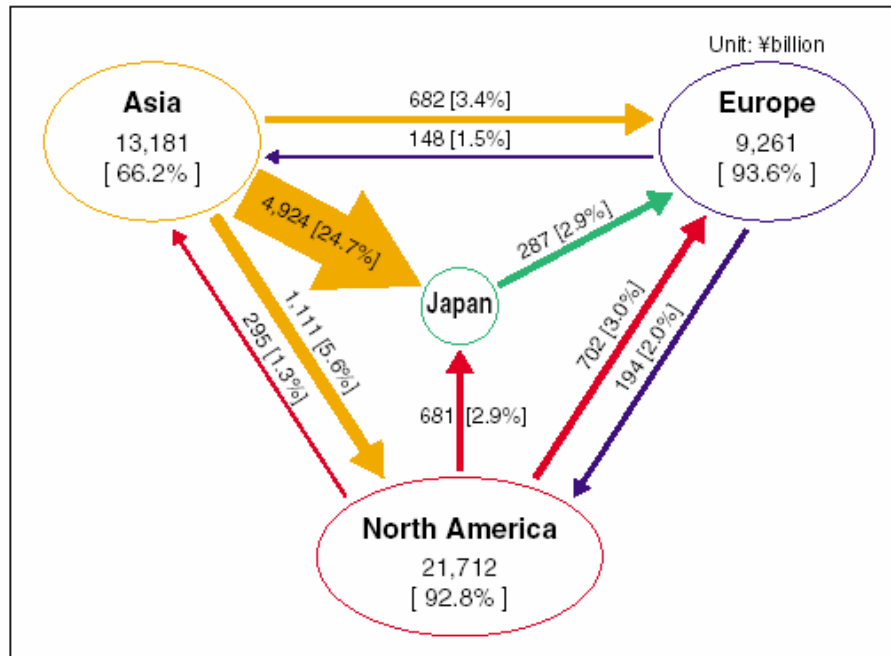 Unit: ¥billion
Asia
13,181
[ 66.2% ]
682 [3.4%]
148 [1.5%]
Europe
9,261
[ 93.6% ]
4,924 [24.7%]
287 [2.9%]
Japan
1,111 [5.6%]
295 [1.3%]
681 [2.9%]
702 [3.0%]
194 [2.0%]
North America
21,712
[ 92.8% ]